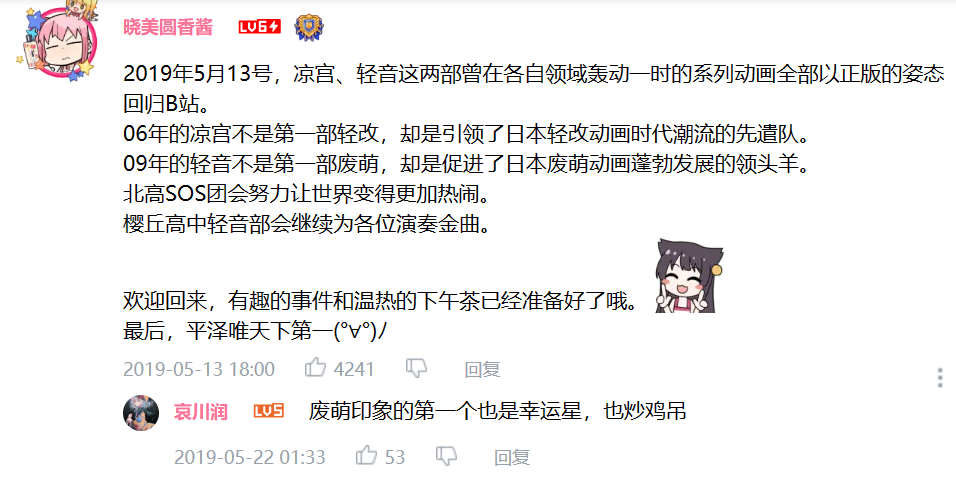 晓美圆香酱 LV6
2019年5月13号，凉宫、轻音这两部曾在各自领域轰动一时的系列动画全部以正版的姿态
回归B站。
06年的凉宫不是第一部轻改，却是引领了日本轻改动画时代潮流的先遣队。
09年的轻音不是第一部废萌，却是促进了日本废萌动画蓬勃发展的领头羊。
北高SOS团会努力让世界变得更加热闹。
樱丘高中轻音部会继续为各位演奏金曲。
欢迎回来，有趣的事件和温热的下午茶已经准备好了哦。
最后，平泽唯天下第一(°∀°)ﾉ
2019-05-13 18:00 4241 回复
哀川润 LV5 废萌印象的第一个也是幸运星，也炒鸡吊
2019-05-22 01:33 53 回复